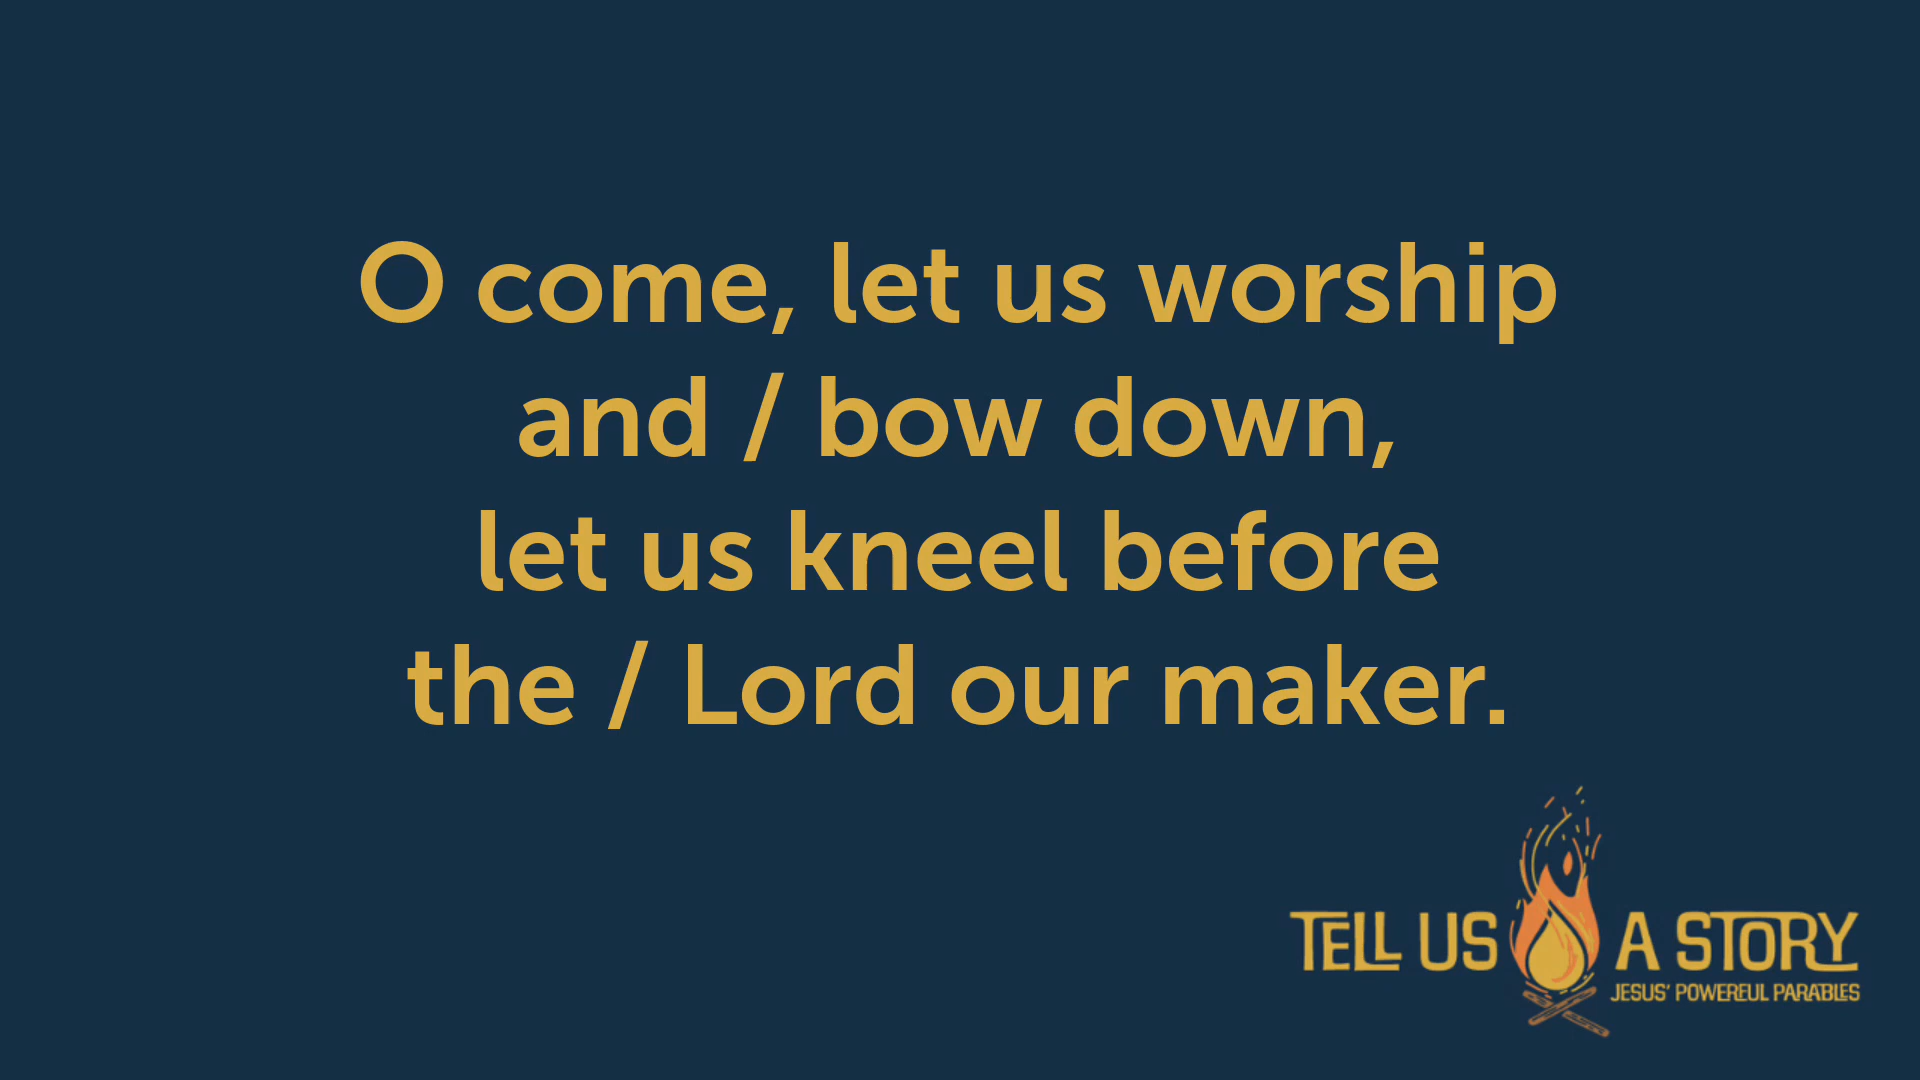 O come, let us worship
and / bow down,
let us kneel before
the / Lord our maker.
TELL US A STORY
JESUS' POWERFUL PARABLES